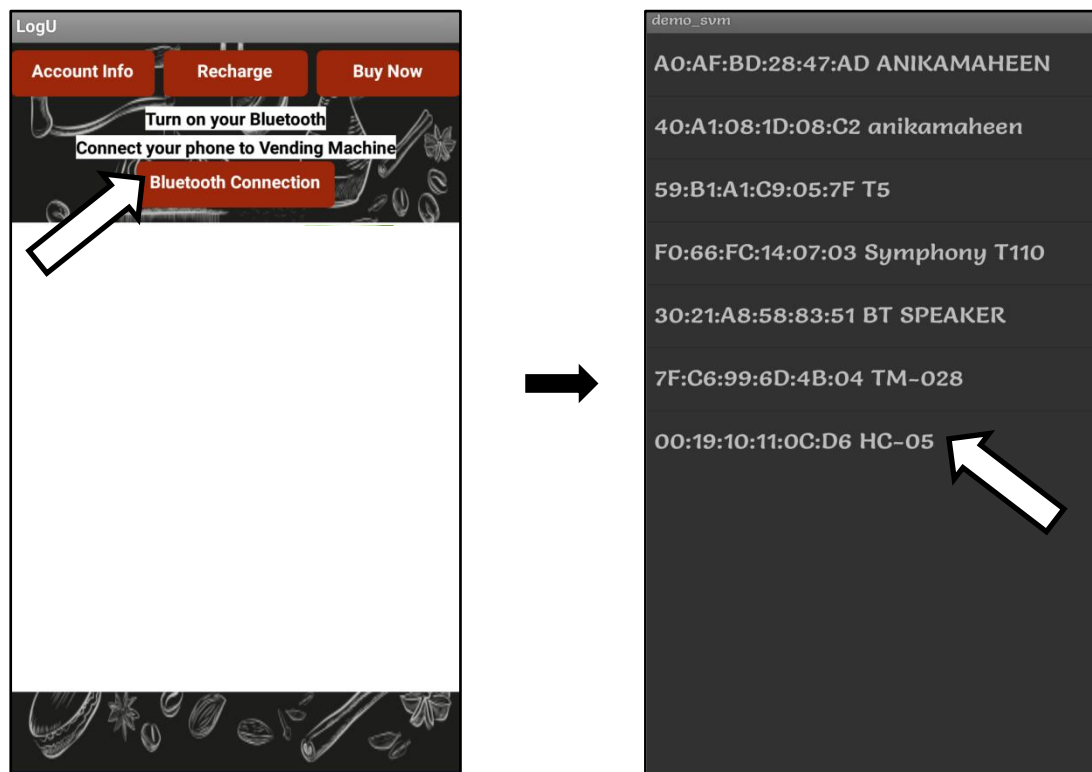 LogU
Account Info Recharge Buy Now
Turn on your Bluetooth
Connect your phone to Vending Machine
Bluetooth Connection
demo_svm
A0:AF:BD:28:47:AD ANIKAMAHEEN
40:A1:08:1D:08:C2 anikamaheen
59:B1:A1:C9:05:7F T5
F0:66:FC:14:07:03 Symphony T110
30:21:A8:58:83:51 BT SPEAKER
7F:C6:99:6D:4B:04 TM-028
00:19:10:11:0C:D6 HC-05